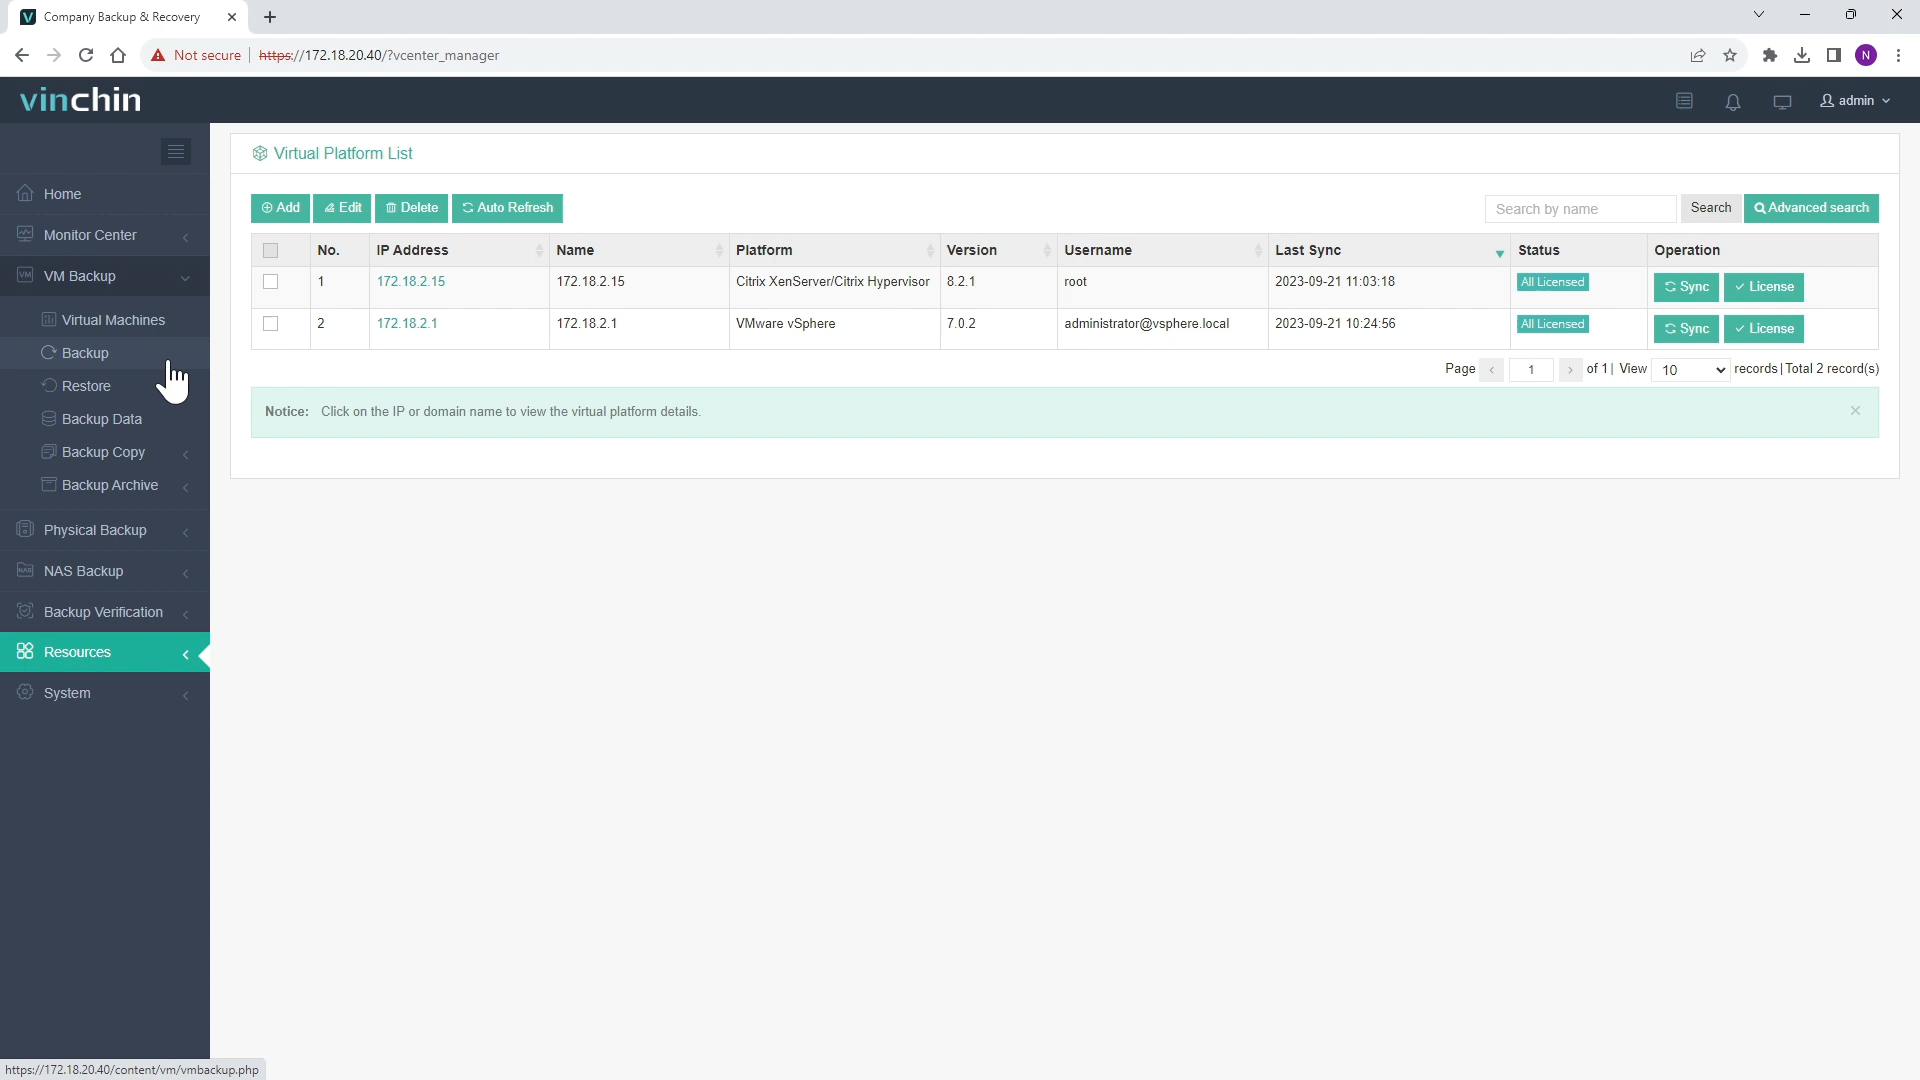 Company Backup & Recovery
Not secure https://172.18.20.40/?vcenter_manager
N
vinchin
admin
Home
Monitor Center
VM Backup
Virtual Machines
Backup
Restore
Backup Data
Backup Copy
Backup Archive
Physical Backup
NAS Backup
Backup Verification
Resources
System
Virtual Platform List
Add Edit Delete Auto Refresh
Search by name Search Advanced search
No. IP Address Name Platform Version Username Last Sync Status Operation
1 172.18.2.15 172.18.2.15 Citrix XenServer/Citrix Hypervisor 8.2.1 root 2023-09-21 11:03:18 All Licensed Sync License
2 172.18.2.1 172.18.2.1 VMware vSphere 7.0.2 administrator@vsphere.local 2023-09-21 10:24:56 All Licensed Sync License
Page 1 of 1 | View 10 records | Total 2 record(s)
Notice: Click on the IP or domain name to view the virtual platform details.
https://172.18.20.40/content/vm/vmbackup.php